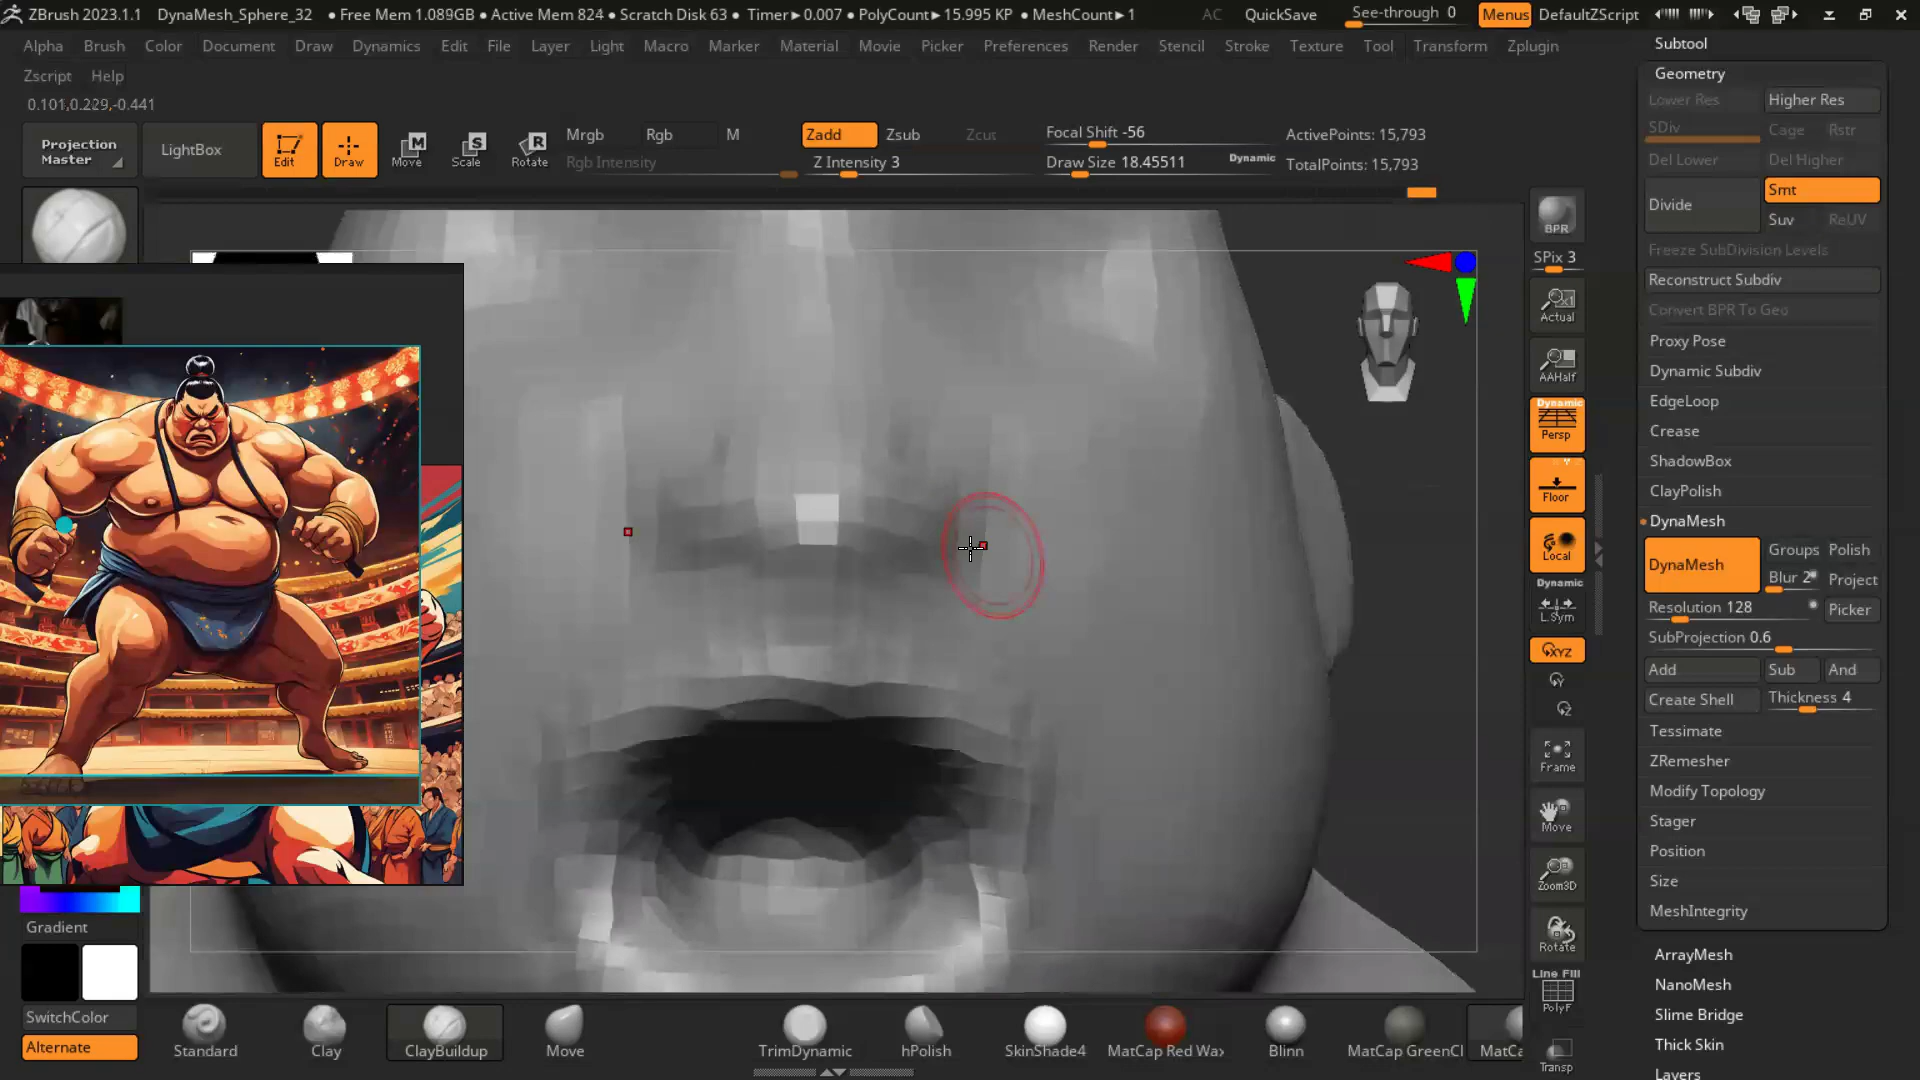 ZBrush 2023.1.1 DynaMesh_Sphere_32 ● Free Mem 1.089GB ● Active Mem 824 ● Scratch Disk 63 ● Timer►0.007 ● PolyCount►15.995 KP ● MeshCount►1 AC QuickSave See-through 0 Menus DefaultZScript
Alpha Brush Color Document Draw Dynamics Edit File Layer Light Macro Marker Material Movie Picker Preferences Render Stencil Stroke Texture Tool Transform Zplugin
Zscript Help
0.101,0.229,-0.441
Projection Master
LightBox
Edit
Draw
Move
Scale
Rotate
Mrgb Rgb M
Rgb Intensity
Zadd Zsub Zcut
Z Intensity 3
Focal Shift -56
Draw Size 18.45511 Dynamic
ActivePoints: 15,793
TotalPoints: 15,793
BPR
SPix 3
Actual
AAHalf
Dynamic
Persp
Floor
Local
Dynamic
L.Sym
XYZ
Y
Z
Frame
Move
Zoom3D
Rotate
Line Fill
PolyF
Transp
Subtool
Geometry
Lower Res Higher Res
SDiv Cage Rstr
Del Lower Del Higher
Divide Smt
Suv ReUV
Freeze SubDivision Levels
Reconstruct Subdiv
Convert BPR To Geo
Proxy Pose
Dynamic Subdiv
EdgeLoop
Crease
ShadowBox
ClayPolish
DynaMesh
DynaMesh Groups Polish
Blur 2 Project
Resolution 128 Picker
SubProjection 0.6
Add Sub And
Create Shell Thickness 4
Tessimate
ZRemesher
Modify Topology
Stager
Position
Size
MeshIntegrity
ArrayMesh
NanoMesh
Slime Bridge
Thick Skin
Layers
Gradient
SwitchColor
Alternate
Standard Clay ClayBuildup Move TrimDynamic hPolish SkinShade4 MatCap Red Wax Blinn MatCap GreenCl MatCa